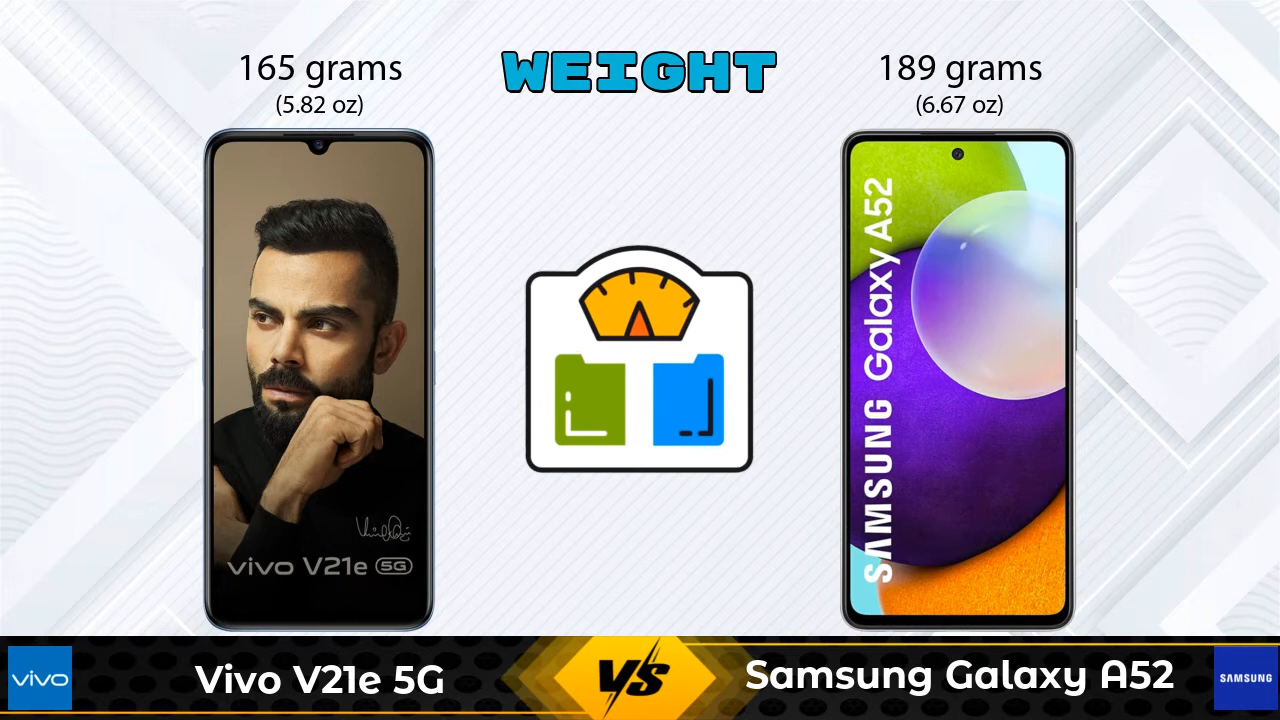 WEIGHT
165 grams
(5.82 oz)
189 grams
(6.67 oz)
vivo V21e 5G
SAMSUNG Galaxy A52
vivo
Vivo V21e 5G
VS
Samsung Galaxy A52
SAMSUNG